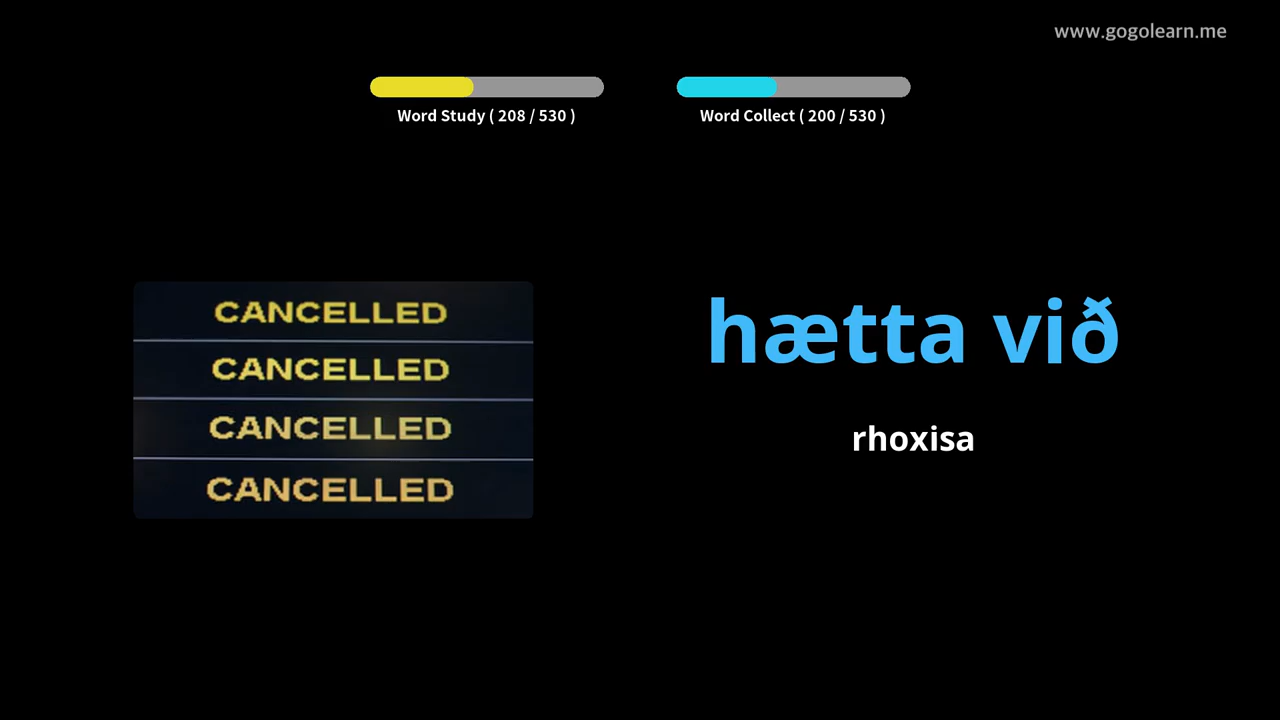 www.gogolearn.me
Word Study ( 208 / 530 )
Word Collect ( 200 / 530 )
CANCELLED
CANCELLED
CANCELLED
CANCELLED
hætta við
rhoxisa